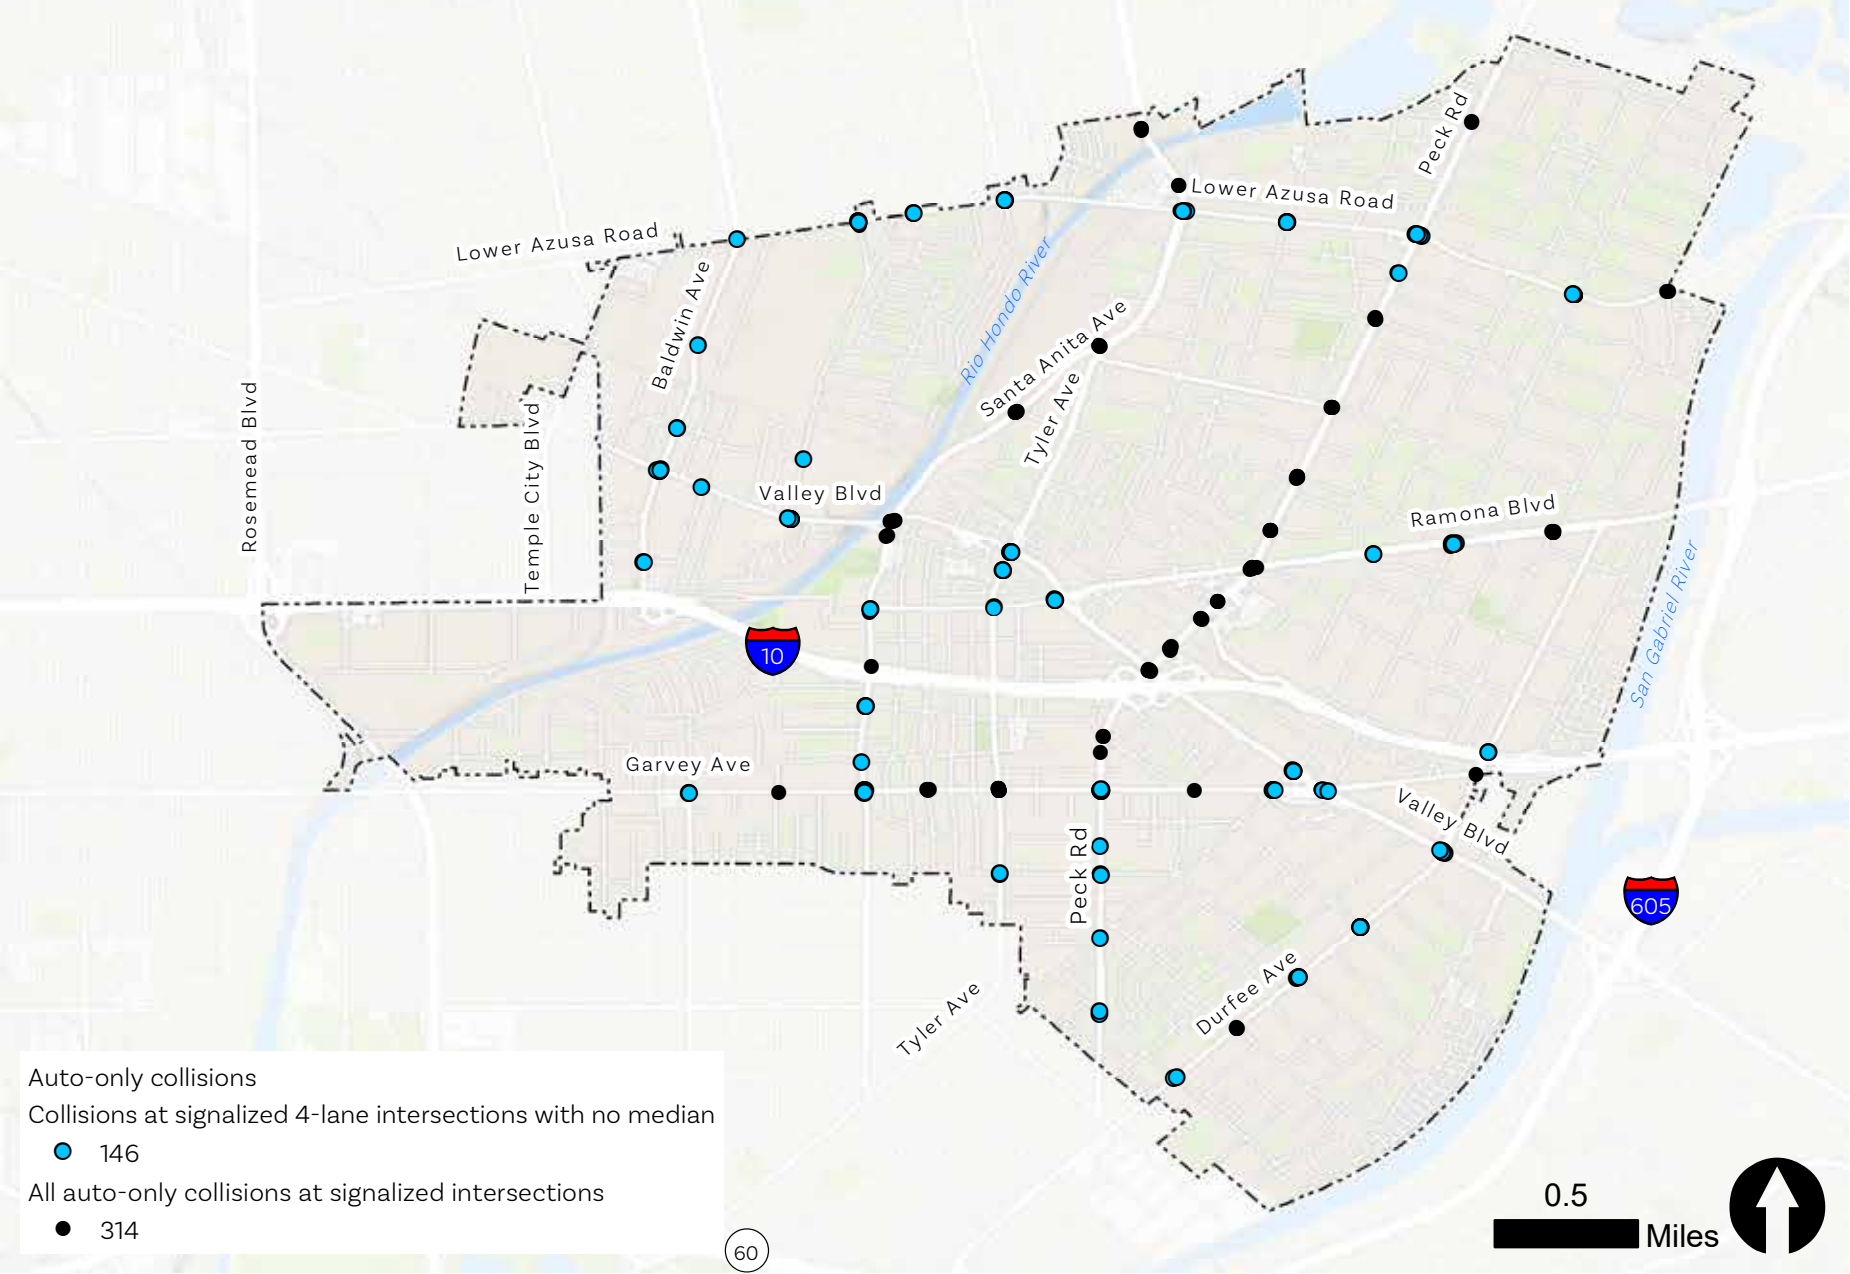 Peck Rd
Lower Azusa Road
Lower Azusa Road
Baldwin Ave
Rio Hondo River
Santa Anita Ave
Tyler Ave
Rosemead Blvd
Temple City Blvd
Valley Blvd
Ramona Blvd
San Gabriel River
10
Garvey Ave
Valley Blvd
Peck Rd
605
Durfee Ave
Tyler Ave
Auto-only collisions
Collisions at signalized 4-lane intersections with no median
146
All auto-only collisions at signalized intersections
314
60
0.5
Miles